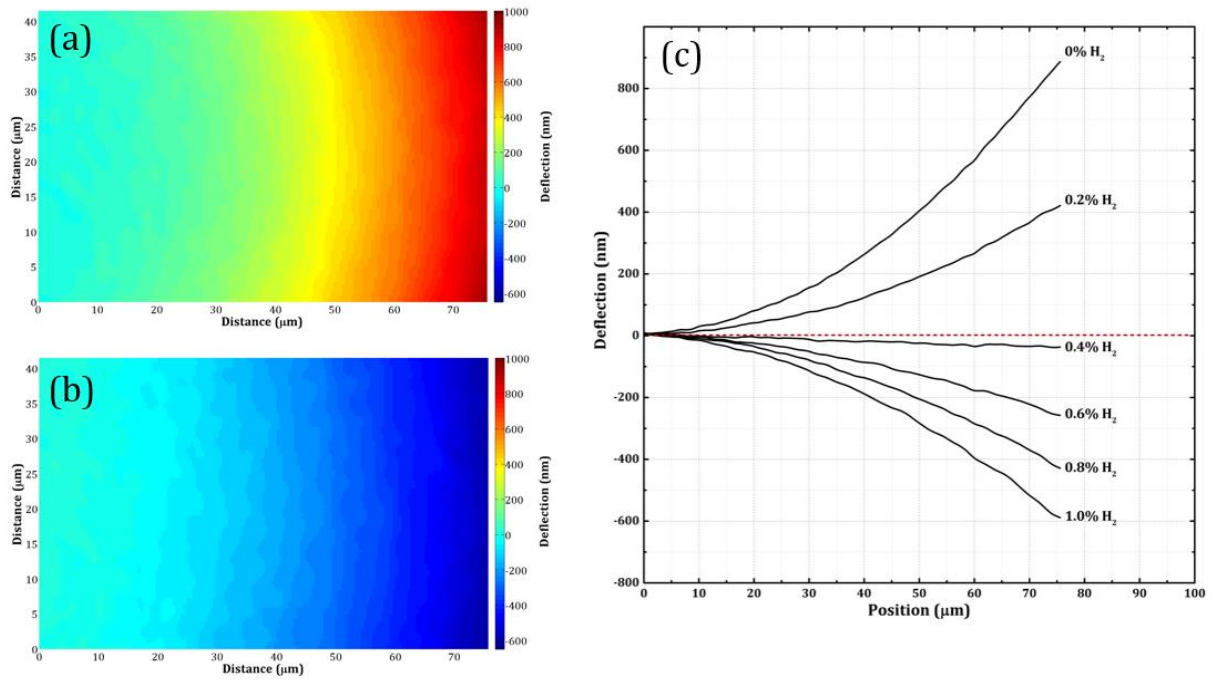 (a)
40
35
30
25
20
15
10
5
0
Distance (μm)
0 10 20 30 40 50 60 70
Distance (μm)
1000
800
600
400
200
0
-200
-400
-600
Deflection (nm)
(b)
40
35
30
25
20
15
10
5
0
Distance (μm)
0 10 20 30 40 50 60 70
Distance (μm)
1000
800
600
400
200
0
-200
-400
-600
Deflection (nm)
(c)
800
600
400
200
0
-200
-400
-600
-800
Deflection (nm)
0% H₂
0.2% H₂
0.4% H₂
0.6% H₂
0.8% H₂
1.0% H₂
0 10 20 30 40 50 60 70 80 90 100
Position (μm)